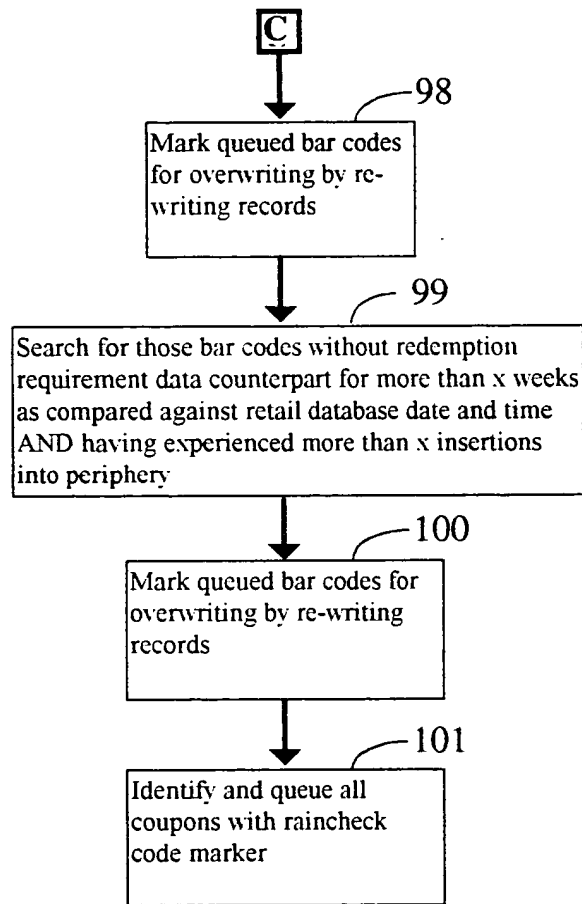 C
98
Mark queued bar codes
for overwriting by re-
writing records
99
Search for those bar codes without redemption
requirement data counterpart for more than x weeks
as compared against retail database date and time
AND having experienced more than x insertions
into periphery
100
Mark queued bar codes for
overwriting by re-writing
records
101
Identify and queue all
coupons with raincheck
code marker